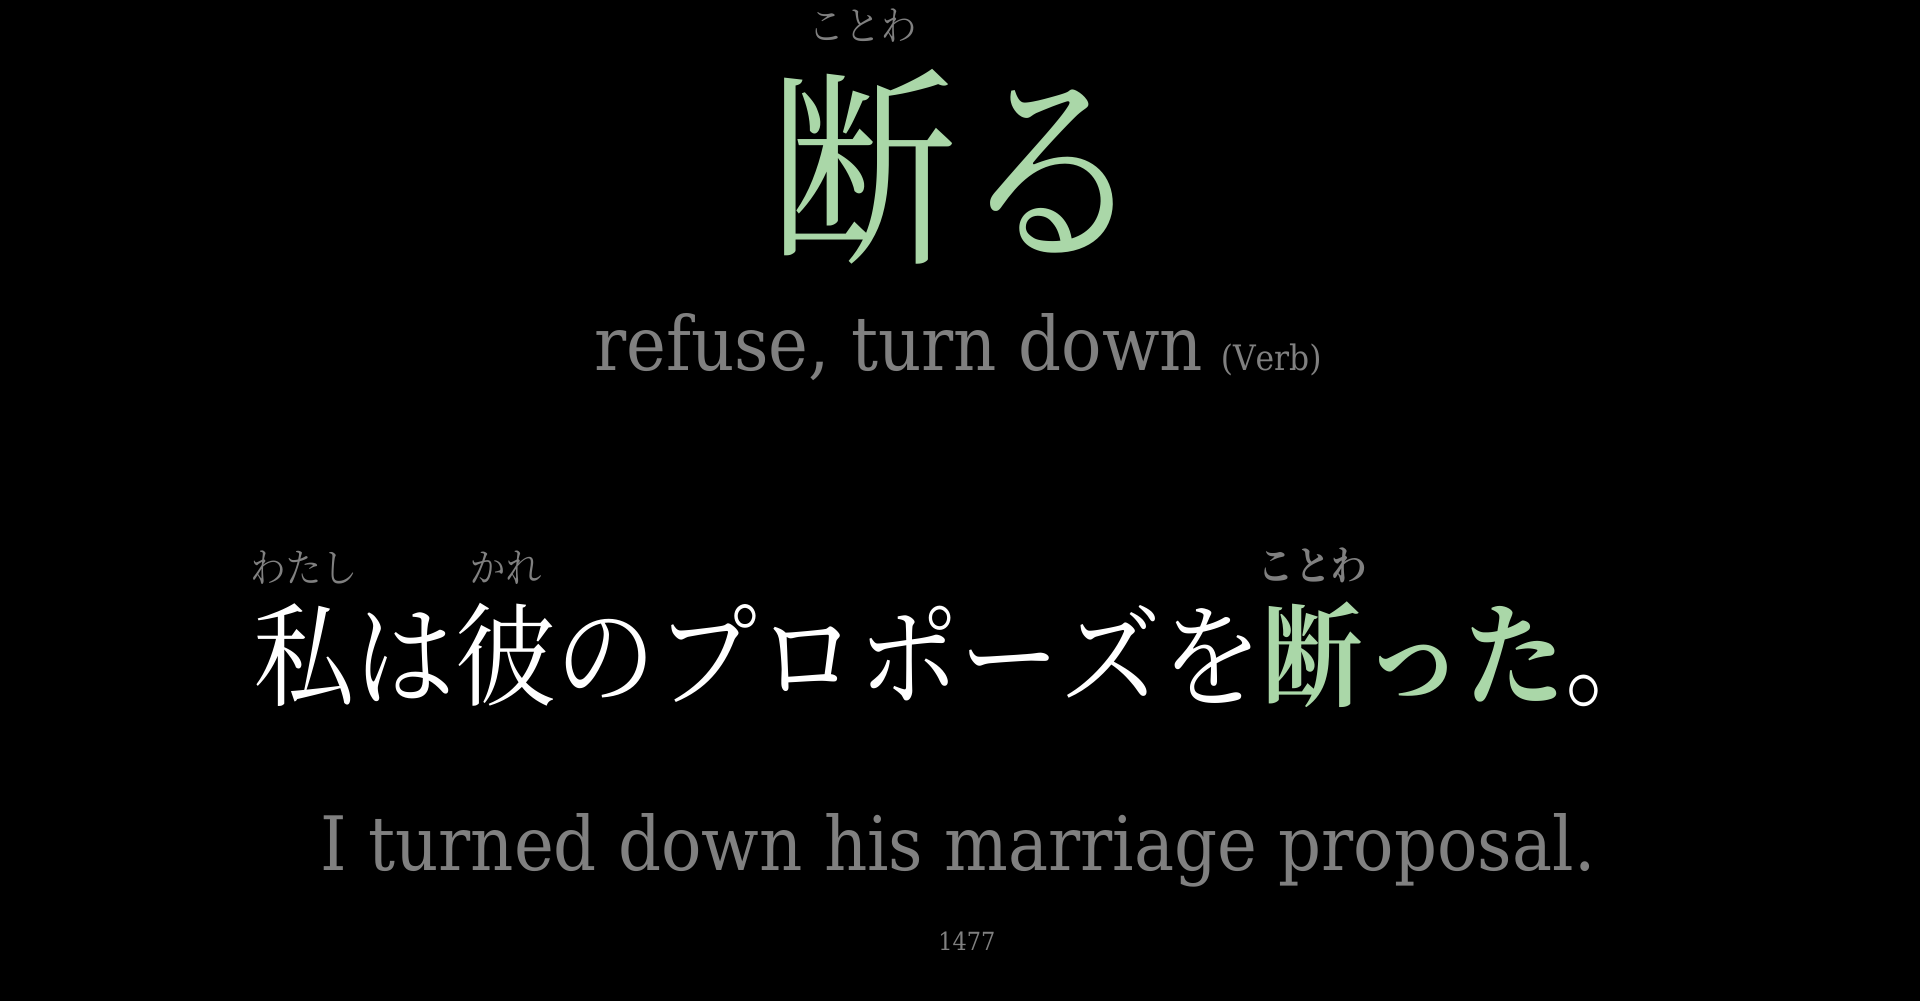 ことわ
断る
refuse, turn down (Verb)
わたし かれ ことわ
私は彼のプロポーズを断った。
I turned down his marriage proposal.
1477